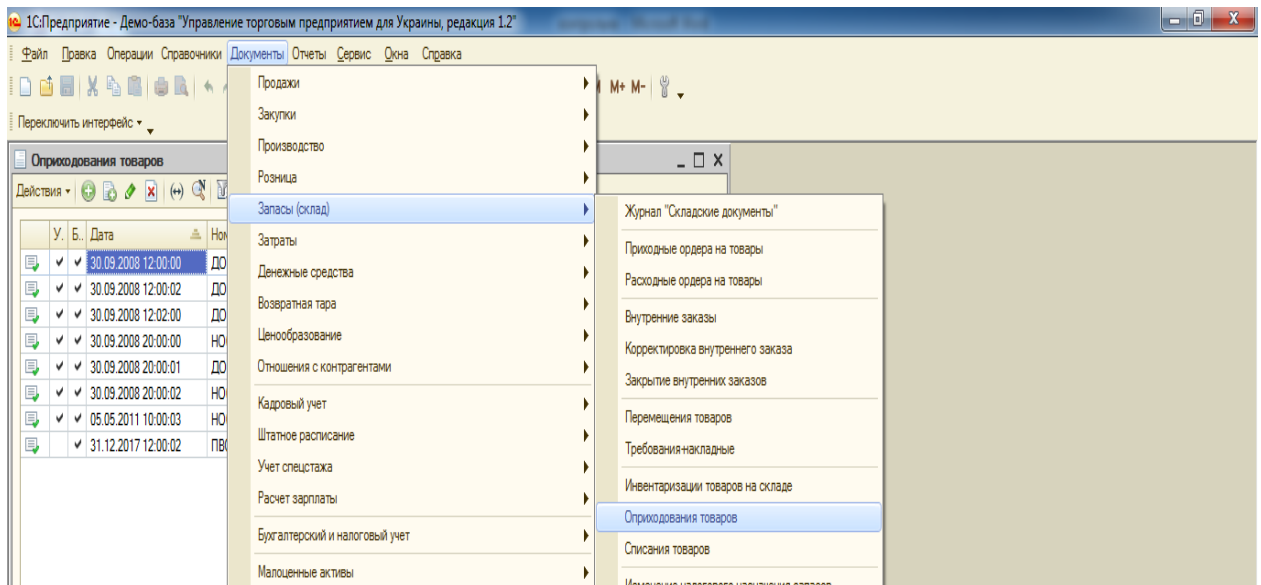 1С:Предприятие - Демо-база "Управление торговым предприятием для Украины, редакция 1.2"
Файл Правка Операции Справочники Документы Отчеты Сервис Окна Справка
M+ M-
Переключить интерфейс
Оприходования товаров
Действия
У. Б.. Дата
30.09.2008 12:00:00
30.09.2008 12:00:02
30.09.2008 12:02:00
30.09.2008 20:00:00
30.09.2008 20:00:01
30.09.2008 20:00:02
05.05.2011 10:00:03
31.12.2017 12:00:02
Продажи
Закупки
Производство
Розница
Запасы (склад)
Затраты
Денежные средства
Возвратная тара
Ценообразование
Отношения с контрагентами
Кадровый учет
Штатное расписание
Учет спецстажа
Расчет зарплаты
Бухгалтерский и налоговый учет
Малоценные активы
Журнал "Складские документы"
Приходные ордера на товары
Расходные ордера на товары
Внутренние заказы
Корректировка внутреннего заказа
Закрытие внутренних заказов
Перемещения товаров
Требования-накладные
Инвентаризации товаров на складе
Оприходования товаров
Списания товаров
Изменение налогового назначения запасов